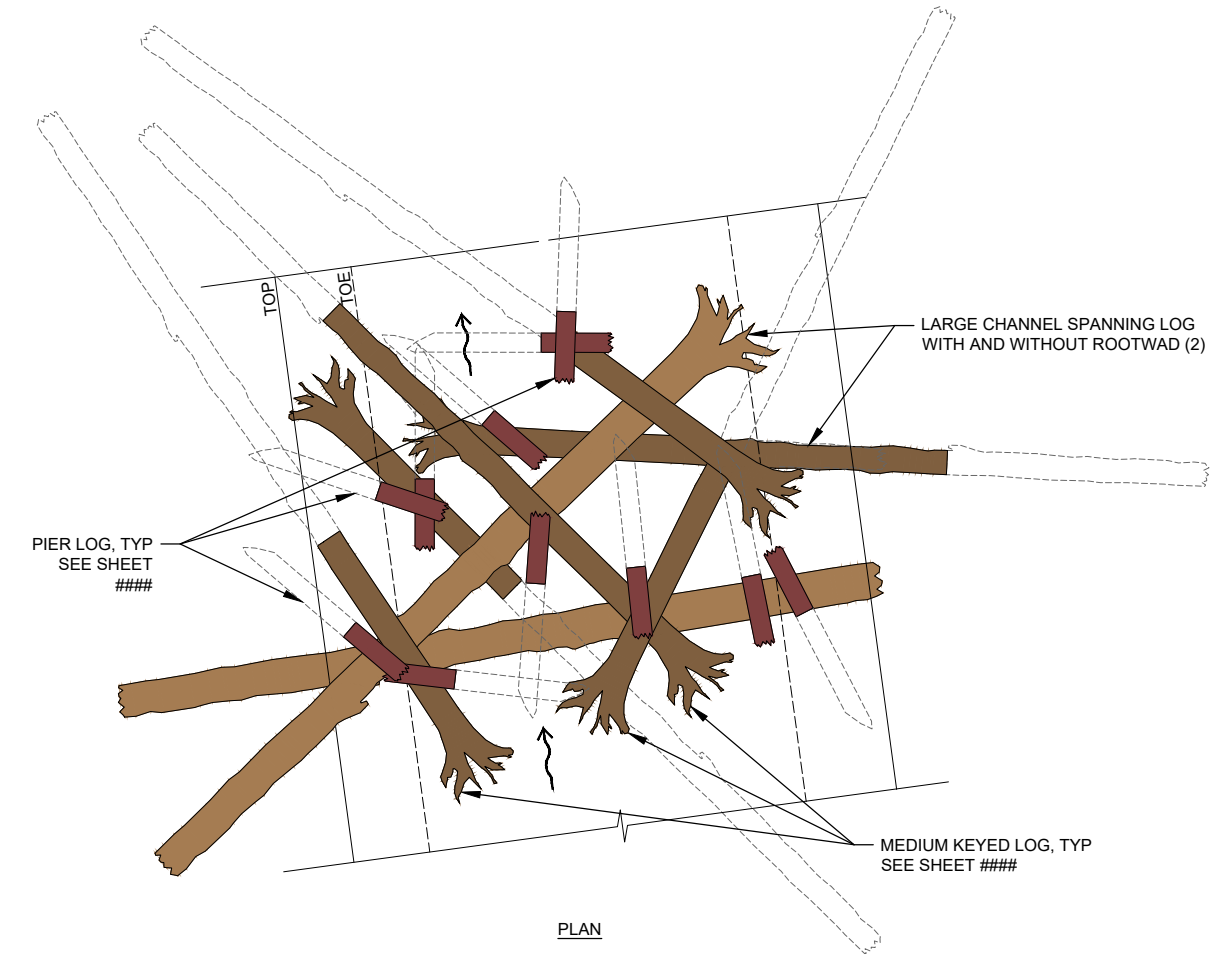 TOP
TOE
LARGE CHANNEL SPANNING LOG
WITH AND WITHOUT ROOTWAD (2)
PIER LOG, TYP
SEE SHEET
####
MEDIUM KEYED LOG, TYP
SEE SHEET ####
PLAN